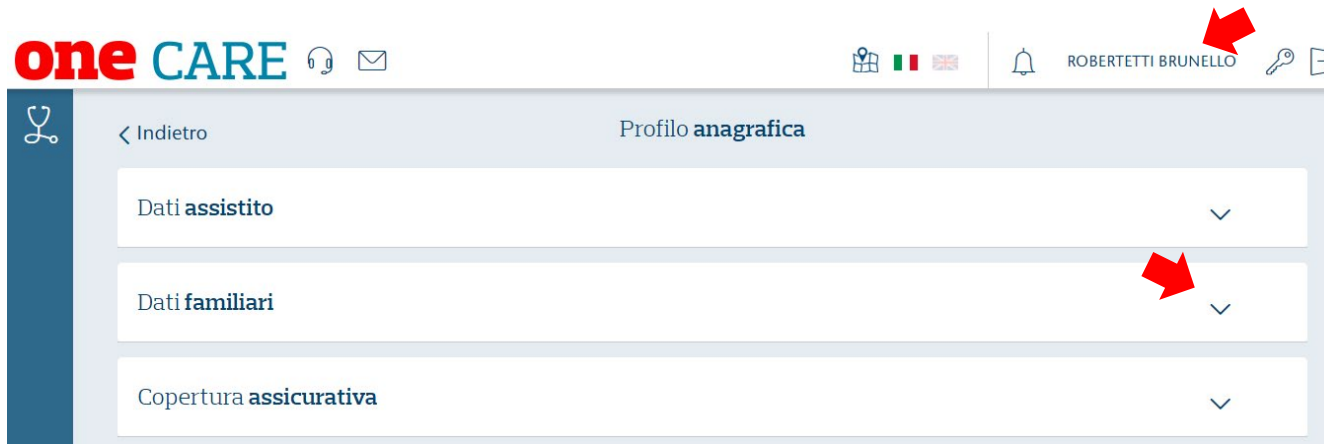 one CARE
ROBERTETTI BRUNELLO
Indietro
Profilo anagrafica
Dati assistito
Dati familiari
Copertura assicurativa